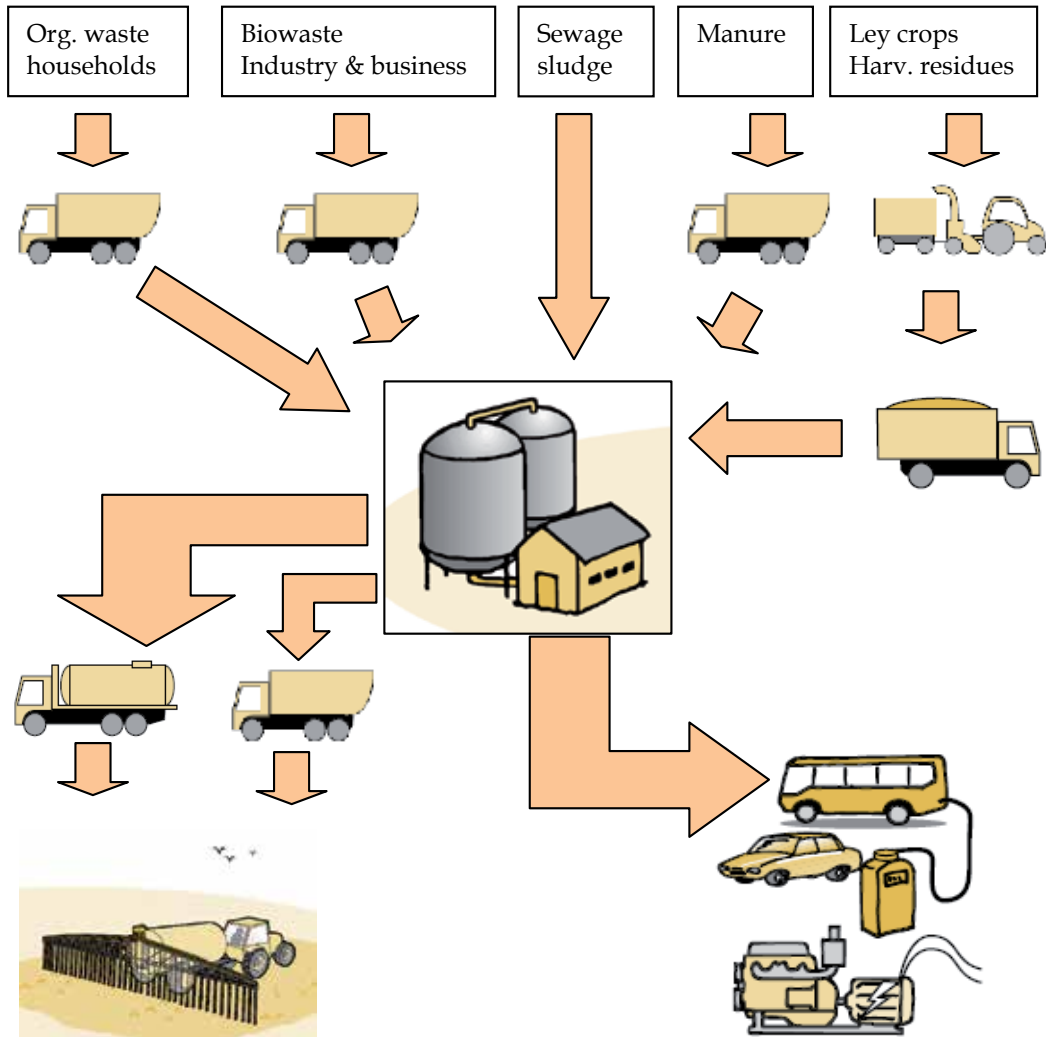 Org. waste
households
Biowaste
Industry & business
Sewage
sludge
Manure
Ley crops
Harv. residues